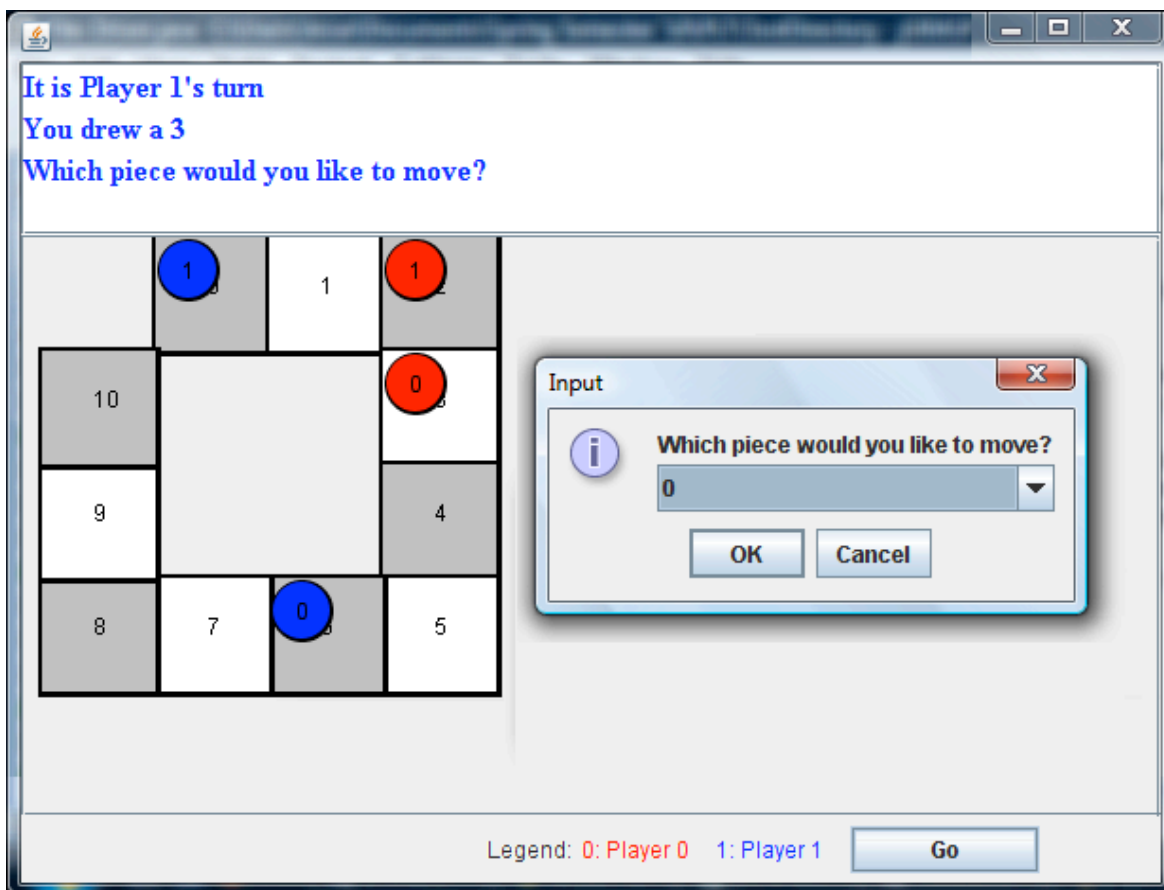 It is Player 1's turn
You drew a 3
Which piece would you like to move?
1 1 1
10 0
9 4
8 7 0 5
Input
Which piece would you like to move?
0
OK Cancel
Legend: 0: Player 0 1: Player 1 Go